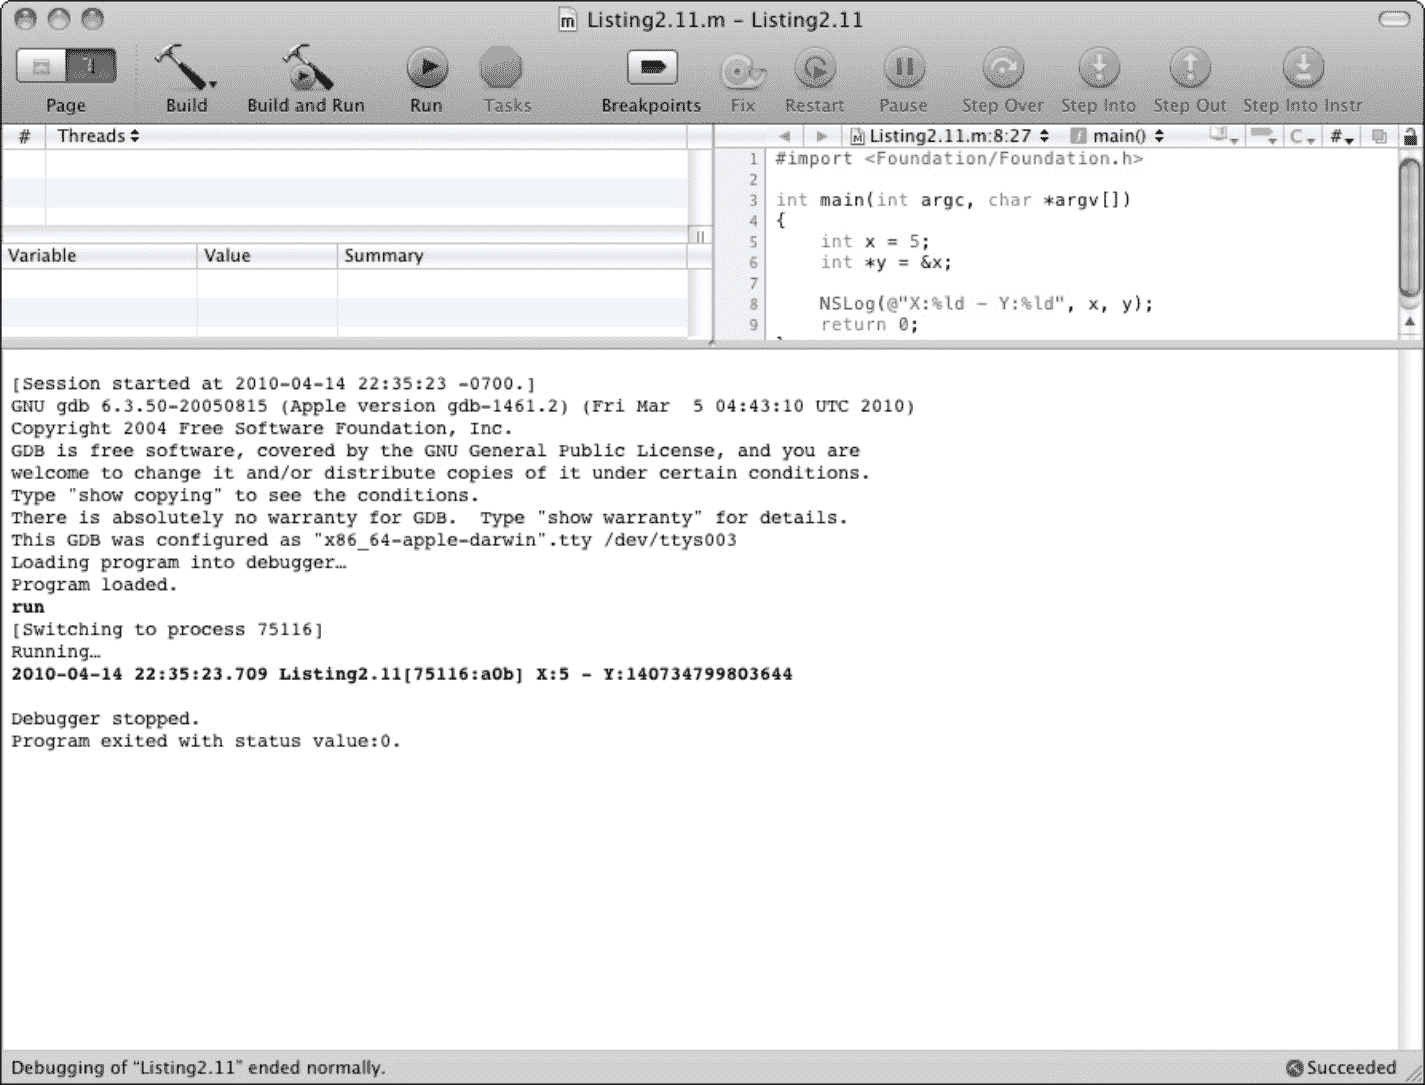 Listing2.11.m – Listing2.11
Page Build Build and Run Run Tasks Breakpoints Fix Restart Pause Step Over Step Into Step Out Step Into Instr
# Threads
Listing2.11.m:8:27 main() C #
1 #import <Foundation/Foundation.h>
2
3 int main(int argc, char *argv[])
4 {
5 int x = 5;
6 int *y = &x;
7
8 NSLog(@"X:%ld – Y:%ld", x, y);
9 return 0;
Variable Value Summary
[Session started at 2010-04-14 22:35:23 -0700.]
GNU gdb 6.3.50-20050815 (Apple version gdb-1461.2) (Fri Mar  5 04:43:10 UTC 2010)
Copyright 2004 Free Software Foundation, Inc.
GDB is free software, covered by the GNU General Public License, and you are
welcome to change it and/or distribute copies of it under certain conditions.
Type "show copying" to see the conditions.
There is absolutely no warranty for GDB.  Type "show warranty" for details.
This GDB was configured as "x86_64-apple-darwin".tty /dev/ttys003
Loading program into debugger…
Program loaded.
run
[Switching to process 75116]
Running…
2010-04-14 22:35:23.709 Listing2.11[75116:a0b] X:5 – Y:140734799803644
Debugger stopped.
Program exited with status value:0.
Debugging of “Listing2.11” ended normally.
Succeeded